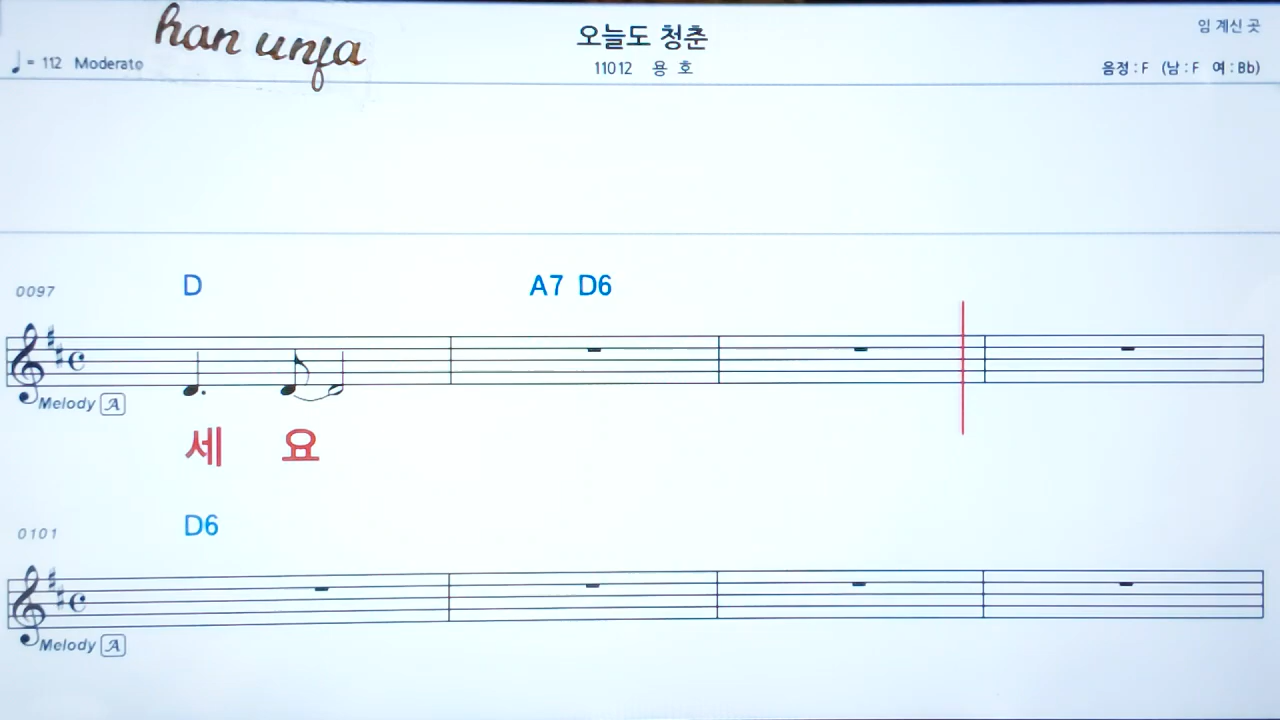 han unfa
오늘도 청춘
임 계신 곳
♩= 112 Moderato
11012 용 호
음정 : F (남 : F 여 : Bb)
0097
D A7 D6
Melody A
세 요
0101
D6
Melody A